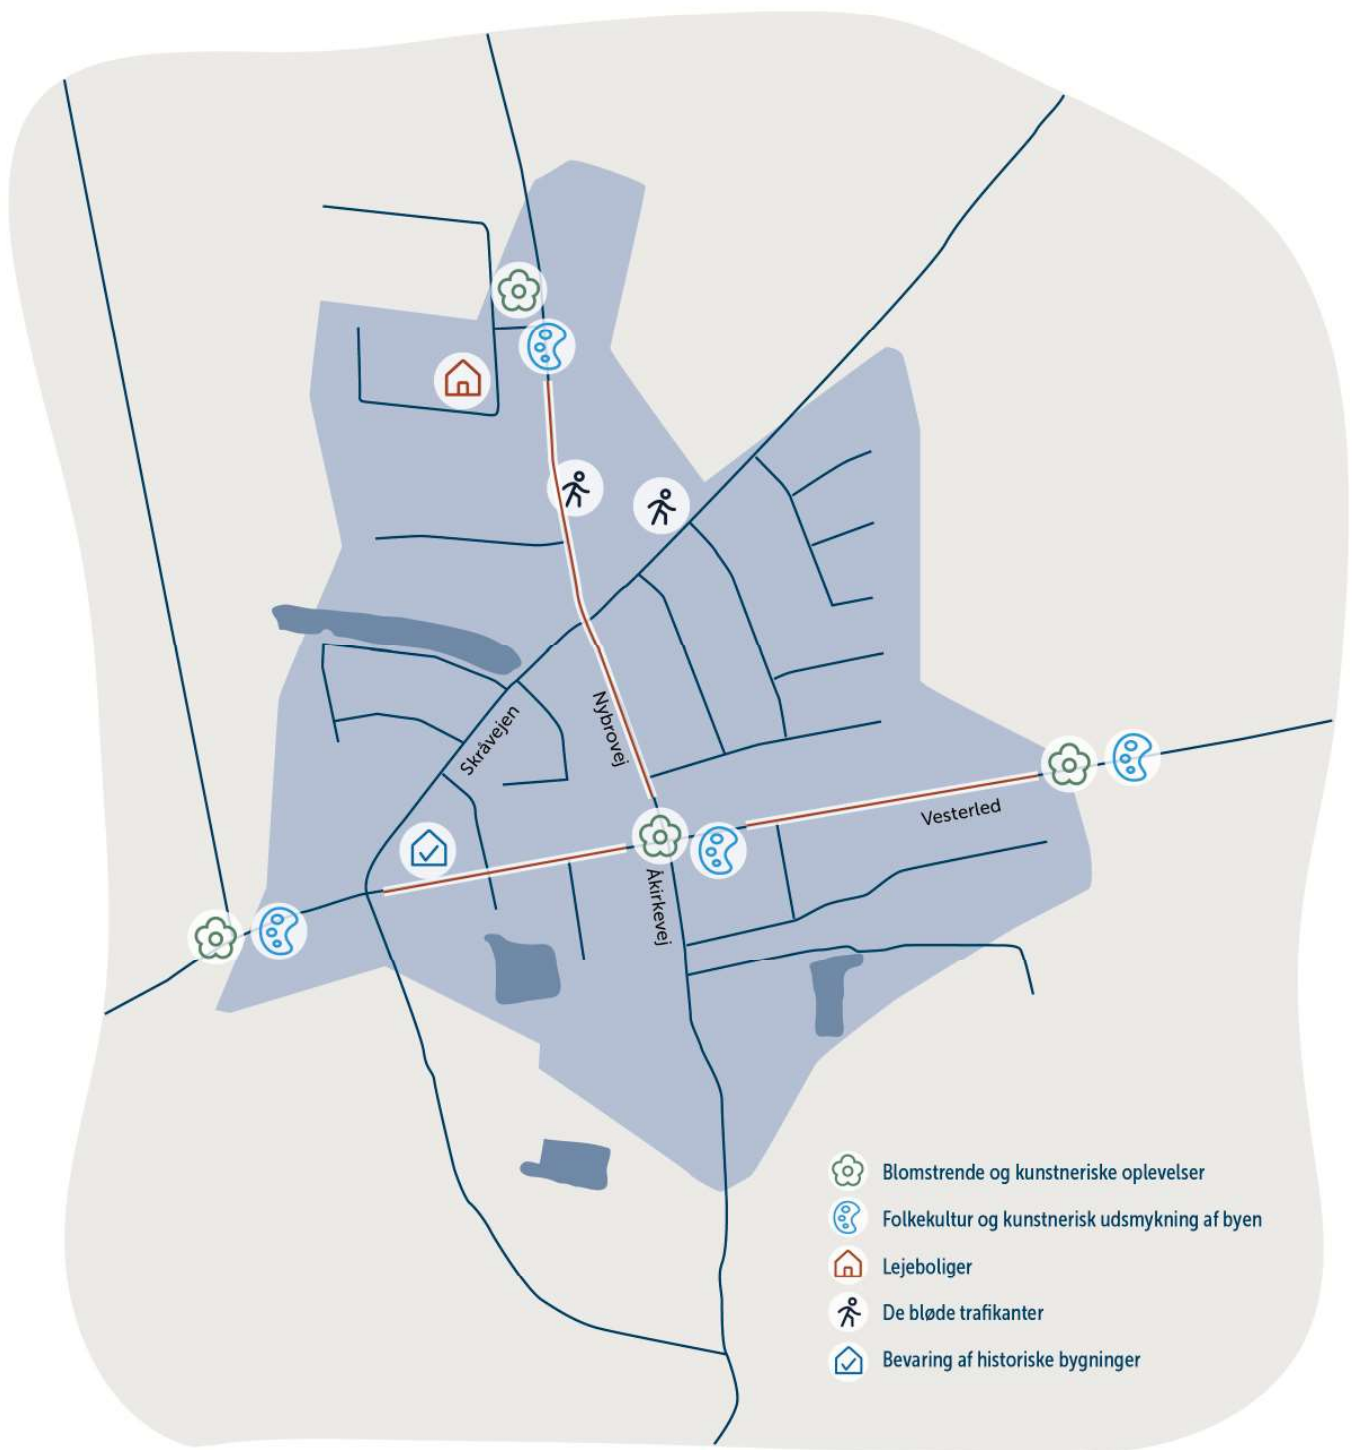 Skråvejen
Nybrovej
Vesterled
Åkirkevej
Blomstrende og kunstneriske oplevelser
Folkekultur og kunstnerisk udsmykning af byen
Lejeboliger
De bløde trafikanter
Bevaring af historiske bygninger